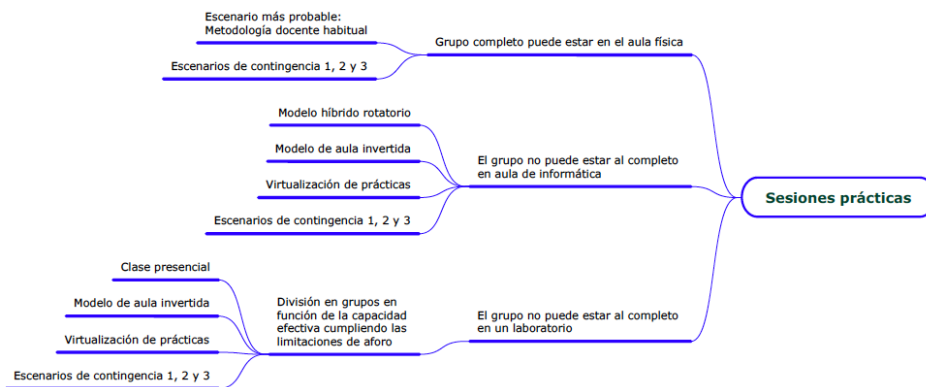 Sesiones prácticas
Grupo completo puede estar en el aula física
Escenario más probable:
Metodología docente habitual
Escenarios de contingencia 1, 2 y 3
El grupo no puede estar al completo
en aula de informática
Modelo híbrido rotatorio
Modelo de aula invertida
Virtualización de prácticas
Escenarios de contingencia 1, 2 y 3
El grupo no puede estar al completo
en un laboratorio
División en grupos en
función de la capacidad
efectiva cumpliendo las
limitaciones de aforo
Clase presencial
Modelo de aula invertida
Virtualización de prácticas
Escenarios de contingencia 1, 2 y 3